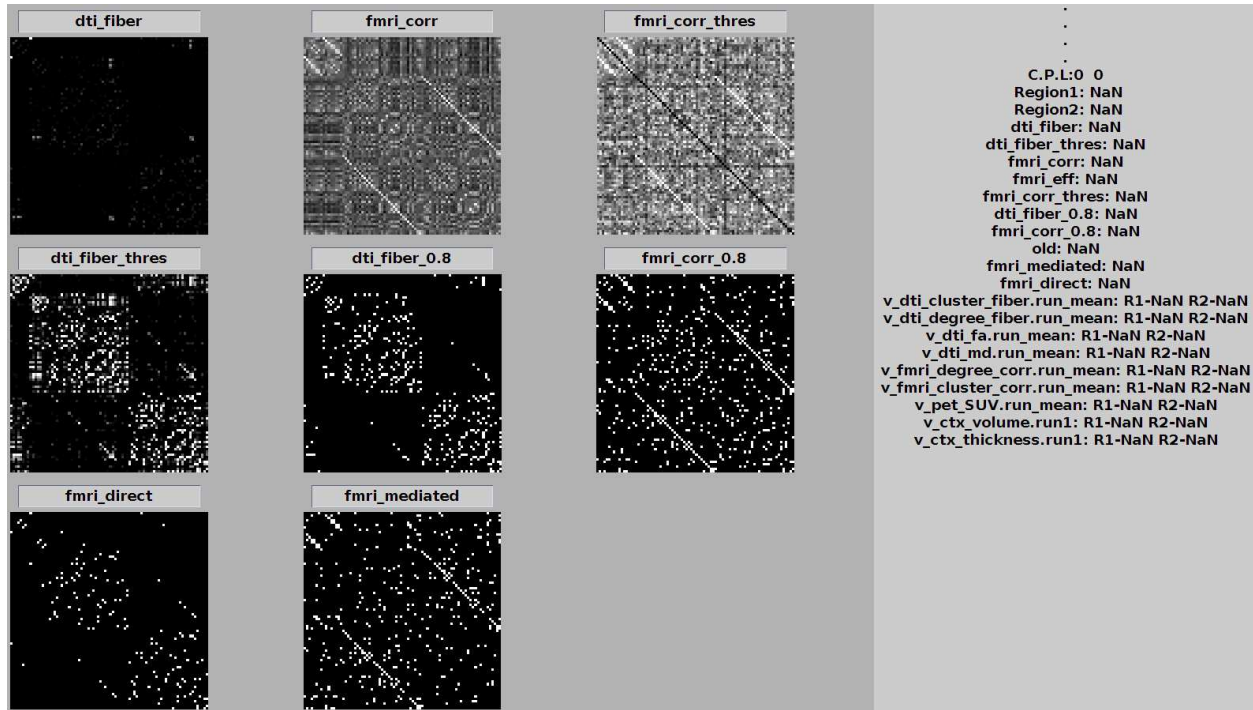 dti_fiber
fmri_corr
fmri_corr_thres
dti_fiber_thres
dti_fiber_0.8
fmri_corr_0.8
fmri_direct
fmri_mediated
.
.
.
.
C.P.L:0 0
Region1: NaN
Region2: NaN
dti_fiber: NaN
dti_fiber_thres: NaN
fmri_corr: NaN
fmri_eff: NaN
fmri_corr_thres: NaN
dti_fiber_0.8: NaN
fmri_corr_0.8: NaN
old: NaN
fmri_mediated: NaN
fmri_direct: NaN
v_dti_cluster_fiber.run_mean: R1-NaN R2-NaN
v_dti_degree_fiber.run_mean: R1-NaN R2-NaN
v_dti_fa.run_mean: R1-NaN R2-NaN
v_dti_md.run_mean: R1-NaN R2-NaN
v_fmri_degree_corr.run_mean: R1-NaN R2-NaN
v_fmri_cluster_corr.run_mean: R1-NaN R2-NaN
v_pet_SUV.run_mean: R1-NaN R2-NaN
v_ctx_volume.run1: R1-NaN R2-NaN
v_ctx_thickness.run1: R1-NaN R2-NaN